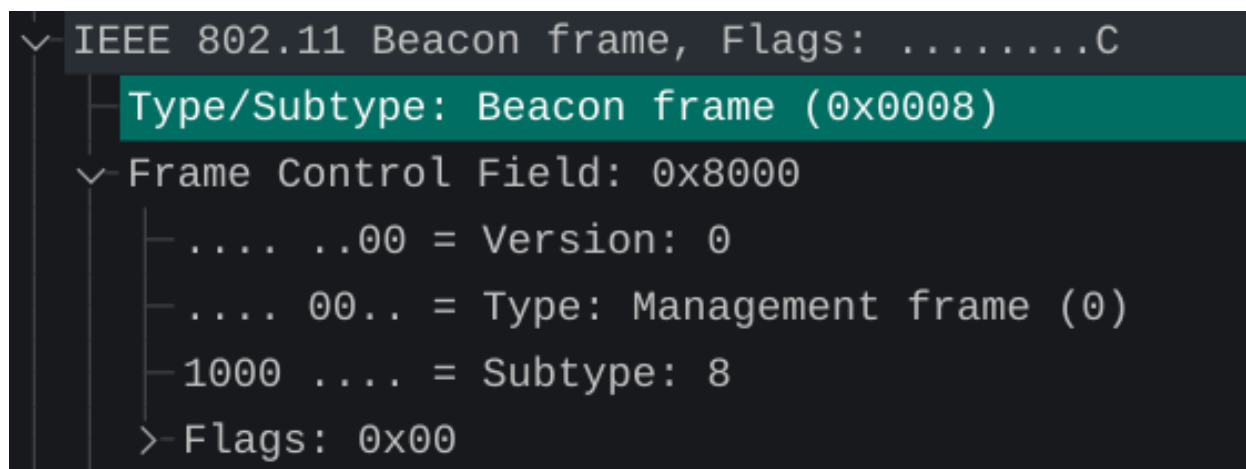 IEEE 802.11 Beacon frame, Flags: ........C
Type/Subtype: Beacon frame (0x0008)
Frame Control Field: 0x8000
.... ..00 = Version: 0
.... 00.. = Type: Management frame (0)
1000 .... = Subtype: 8
Flags: 0x00